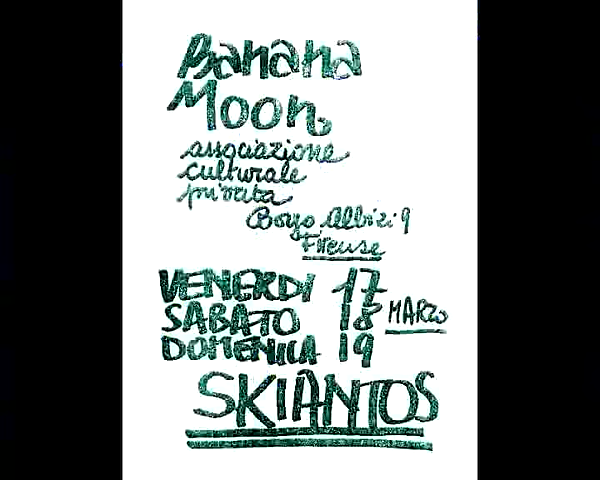 Banana
Moon
associazione
culturale
privata
Borgo Albizi 9
Firenze
VENERDI 17
SABATO 18 MARZO
DOMENICA 19
SKIANTOS